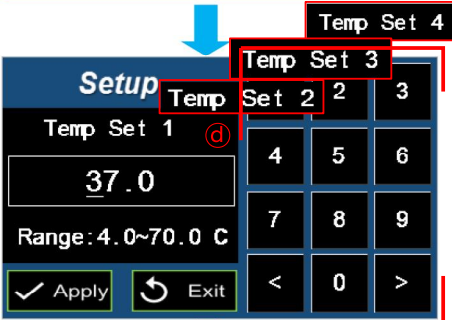 Temp Set 4
Temp Set 3
Setup
Temp Set 2
2 3
Temp Set 1
ⓓ
4 5 6
37.0
7 8 9
Range:4.0~70.0 C
Apply Exit
< 0 >